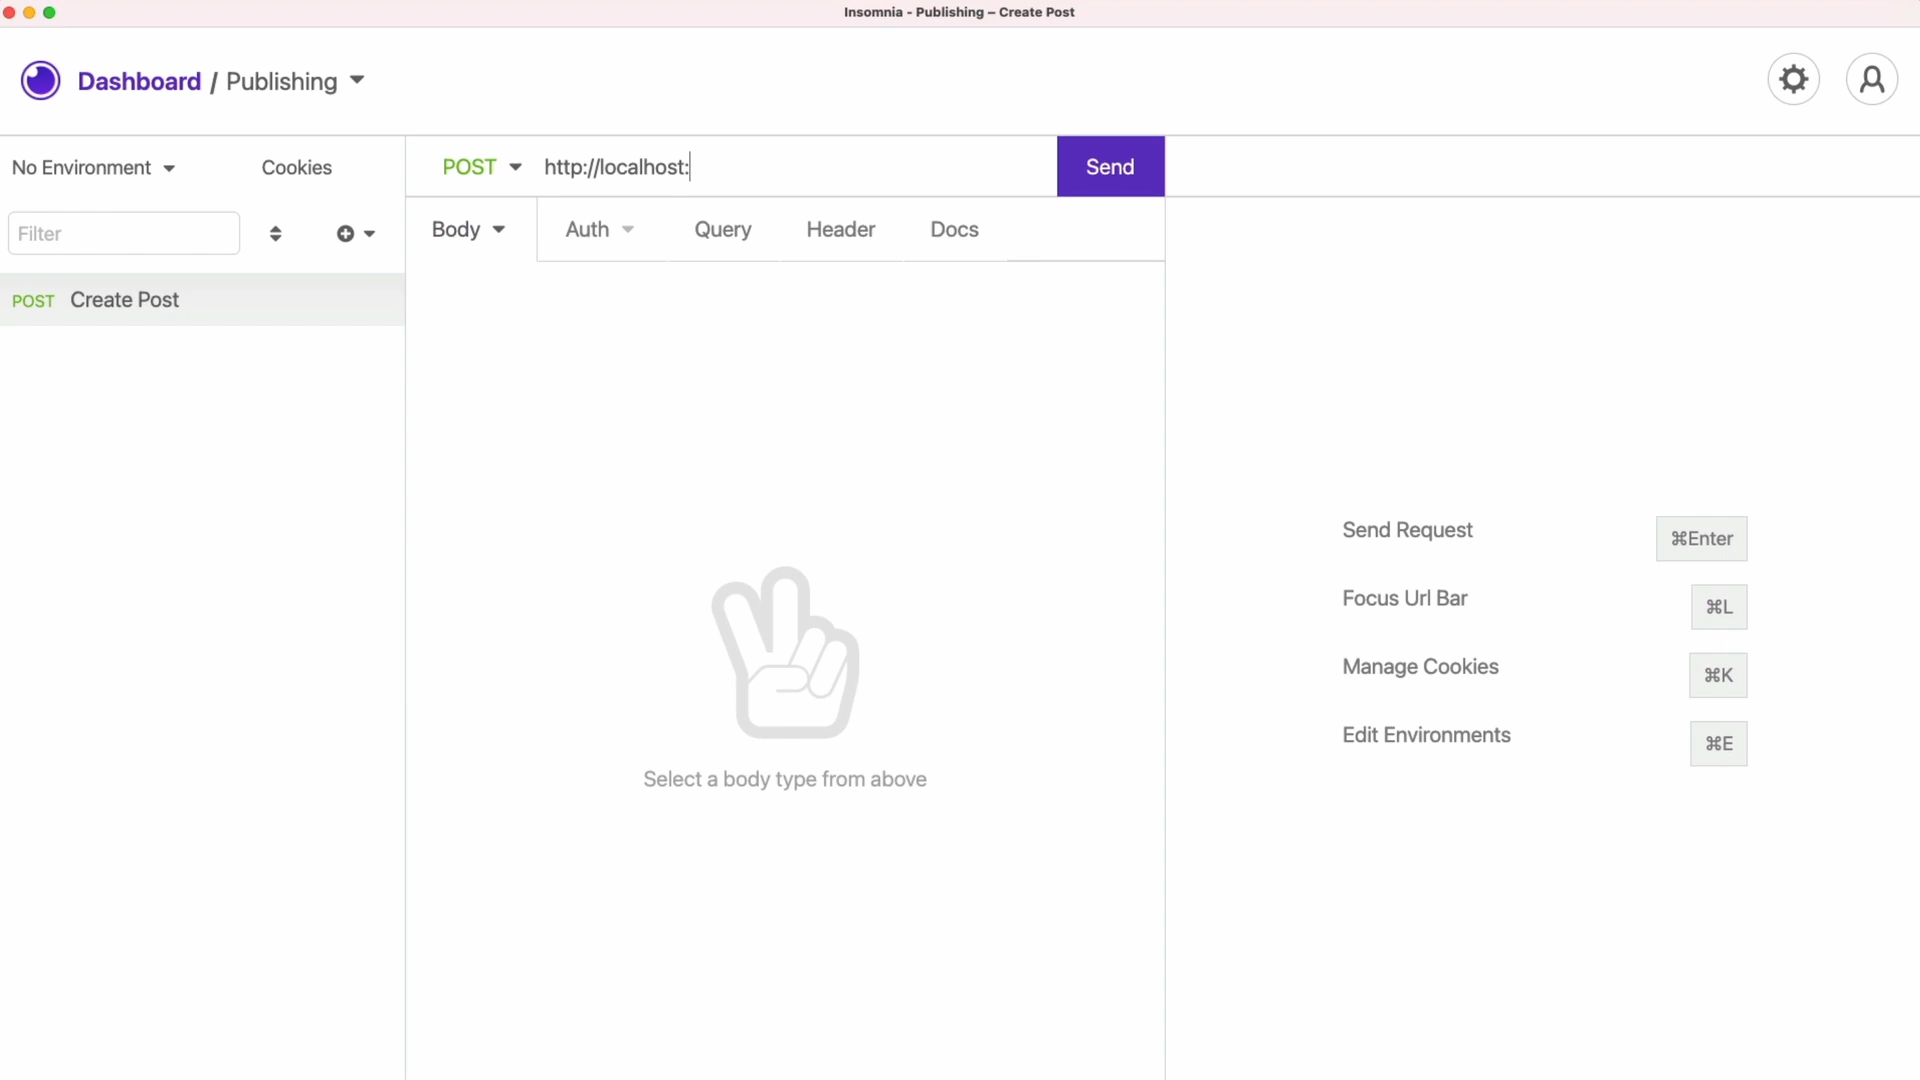 Insomnia - Publishing – Create Post
Dashboard / Publishing
No Environment
Cookies
POST
http://localhost:
Send
Filter
Body
Auth
Query
Header
Docs
POST Create Post
Select a body type from above
Send Request ⌘Enter
Focus Url Bar ⌘L
Manage Cookies ⌘K
Edit Environments ⌘E